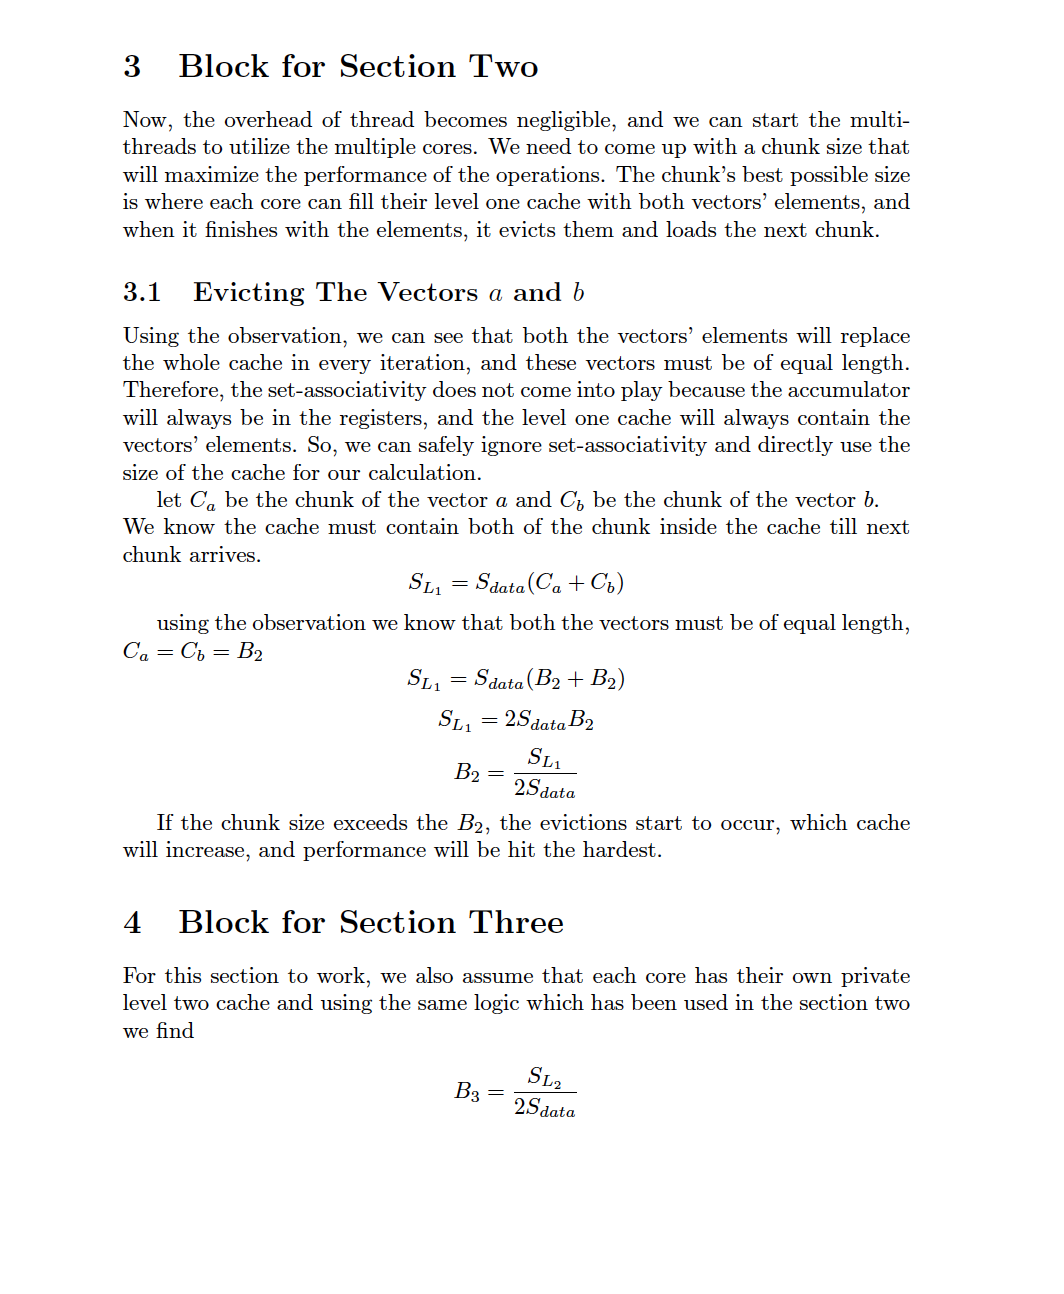 3 Block for Section Two
Now, the overhead of thread becomes negligible, and we can start the multi-
threads to utilize the multiple cores. We need to come up with a chunk size that
will maximize the performance of the operations. The chunk's best possible size
is where each core can fill their level one cache with both vectors' elements, and
when it finishes with the elements, it evicts them and loads the next chunk.
3.1 Evicting The Vectors a and b
Using the observation, we can see that both the vectors' elements will replace
the whole cache in every iteration, and these vectors must be of equal length.
Therefore, the set-associativity does not come into play because the accumulator
will always be in the registers, and the level one cache will always contain the
vectors' elements. So, we can safely ignore set-associativity and directly use the
size of the cache for our calculation.
let C_a be the chunk of the vector a and C_b be the chunk of the vector b.
We know the cache must contain both of the chunk inside the cache till next
chunk arrives.
S_{L_1} = S_{data}(C_a + C_b)
using the observation we know that both the vectors must be of equal length,
C_a = C_b = B_2
S_{L_1} = S_{data}(B_2 + B_2)
S_{L_1} = 2S_{data}B_2
B_2 = \frac{S_{L_1}}{2S_{data}}
If the chunk size exceeds the B_2, the evictions start to occur, which cache
will increase, and performance will be hit the hardest.
4 Block for Section Three
For this section to work, we also assume that each core has their own private
level two cache and using the same logic which has been used in the section two
we find
B_3 = \frac{S_{L_2}}{2S_{data}}